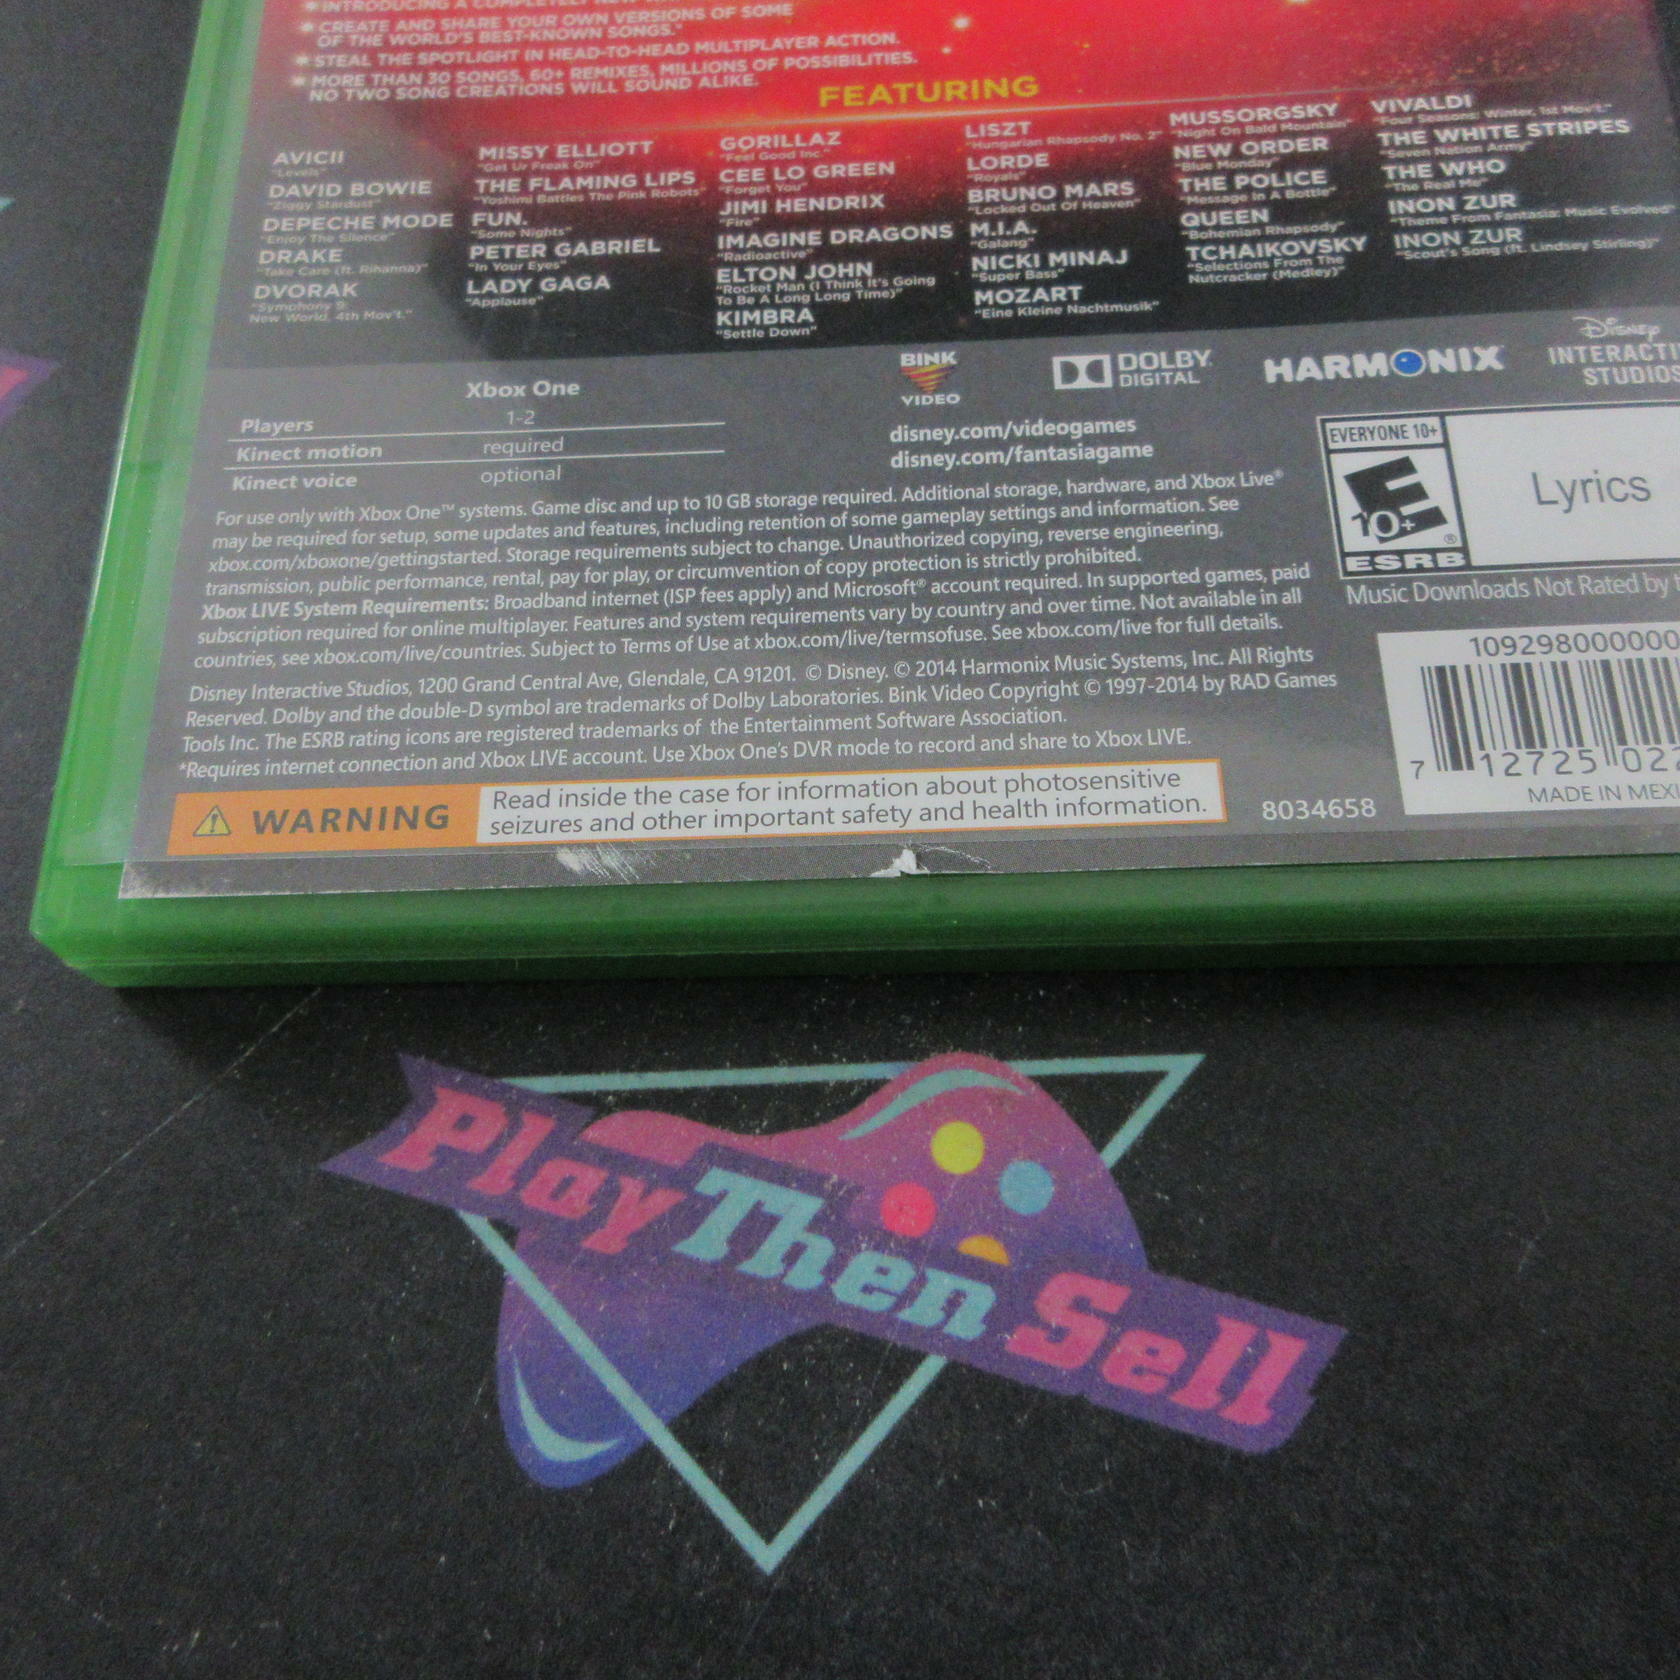 INTRODUCING A COMPLETELY NEW
CREATE AND SHARE YOUR OWN VERSIONS OF SOME
OF THE WORLD'S BEST-KNOWN SONGS.*
STEAL THE SPOTLIGHT IN HEAD-TO-HEAD MULTIPLAYER ACTION.
MORE THAN 30 SONGS, 60+ REMIXES, MILLIONS OF POSSIBILITIES.
NO TWO SONG CREATIONS WILL SOUND ALIKE.
FEATURING
AVICII
"Levels"
DAVID BOWIE
"Ziggy Stardust"
DEPECHE MODE
"Enjoy The Silence"
DRAKE
"Take Care (ft. Rihanna)"
DVORAK
"Symphony 9:
New World, 4th Mov't."
MISSY ELLIOTT
"Get Ur Freak On"
THE FLAMING LIPS
"Yoshimi Battles The Pink Robots"
FUN.
"Some Nights"
PETER GABRIEL
"In Your Eyes"
LADY GAGA
"Applause"
GORILLAZ
"Feel Good Inc."
CEE LO GREEN
"Forget You"
JIMI HENDRIX
"Fire"
IMAGINE DRAGONS
"Radioactive"
ELTON JOHN
"Rocket Man (I Think It's Going
To Be A Long Long Time)"
KIMBRA
"Settle Down"
LISZT
"Hungarian Rhapsody No. 2"
LORDE
"Royals"
BRUNO MARS
"Locked Out Of Heaven"
M.I.A.
"Galang"
NICKI MINAJ
"Super Bass"
MOZART
"Eine Kleine Nachtmusik"
MUSSORGSKY
"Night On Bald Mountain"
NEW ORDER
"Blue Monday"
THE POLICE
"Message In A Bottle"
QUEEN
"Bohemian Rhapsody"
TCHAIKOVSKY
"Selections From The
Nutcracker (Medley)"
VIVALDI
"Four Seasons: Winter, 1st Mov't."
THE WHITE STRIPES
"Seven Nation Army"
THE WHO
"The Real Me"
INON ZUR
"Theme From Fantasia: Music Evolved"
INON ZUR
"Scout's Song (ft. Lindsey Stirling)"
Xbox One
Players 1-2
Kinect motion required
Kinect voice optional
BINK
VIDEO
DOLBY
DIGITAL
HARMONIX
Disney
INTERACTI
STUDIOS
disney.com/videogames
disney.com/fantasiagame
EVERYONE 10+
E
10+
®
ESRB
Lyrics
Music Downloads Not Rated by
For use only with Xbox One™ systems. Game disc and up to 10 GB storage required. Additional storage, hardware, and Xbox Live®
may be required for setup, some updates and features, including retention of some gameplay settings and information. See
xbox.com/xboxone/gettingstarted. Storage requirements subject to change. Unauthorized copying, reverse engineering,
transmission, public performance, rental, pay for play, or circumvention of copy protection is strictly prohibited.
Xbox LIVE System Requirements: Broadband internet (ISP fees apply) and Microsoft® account required. In supported games, paid
subscription required for online multiplayer. Features and system requirements vary by country and over time. Not available in all
countries, see xbox.com/live/countries. Subject to Terms of Use at xbox.com/live/termsofuse. See xbox.com/live for full details.
Disney Interactive Studios, 1200 Grand Central Ave, Glendale, CA 91201. © Disney. © 2014 Harmonix Music Systems, Inc. All Rights
Reserved. Dolby and the double-D symbol are trademarks of Dolby Laboratories. Bink Video Copyright © 1997-2014 by RAD Games
Tools Inc. The ESRB rating icons are registered trademarks of the Entertainment Software Association.
*Requires internet connection and Xbox LIVE account. Use Xbox One's DVR mode to record and share to Xbox LIVE.
WARNING
Read inside the case for information about photosensitive
seizures and other important safety and health information.
8034658
109298000000
7 12725 022
MADE IN MEXI
Play Then Sell